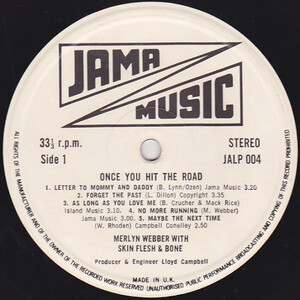 JAMA
MUSIC
33⅓ r.p.m.
STEREO
Side 1
JALP 004
ONCE YOU HIT THE ROAD
1. LETTER TO MOMMY AND DADDY (B. Lynn/Ozen) Jama Music 3.20
2. FORGET THE PAST (L. Dillon) Copyright 3.35
3. AS LONG AS YOU LOVE ME (B. Crucher & Mack Rice)
Island Music 3.10 4. NO MORE RUNNING (M. Webber)
Jama Music 3.05 5. MAYBE THE NEXT TIME
(W. Rhoden) Campbell Conelley 2.50
MERLYN WEBBER WITH
SKIN FLESH & BONE
Producer & Engineer Lloyd Campbell
MADE IN U.K.
ALL RIGHTS OF THE MANUFACTURER AND OF THE OWNER OF THE RECORDED WORK RESERVED UNAUTHORISED PUBLIC PERFORMANCE BROADCASTING AND COPYING OF THIS RECORD PROHIBITED